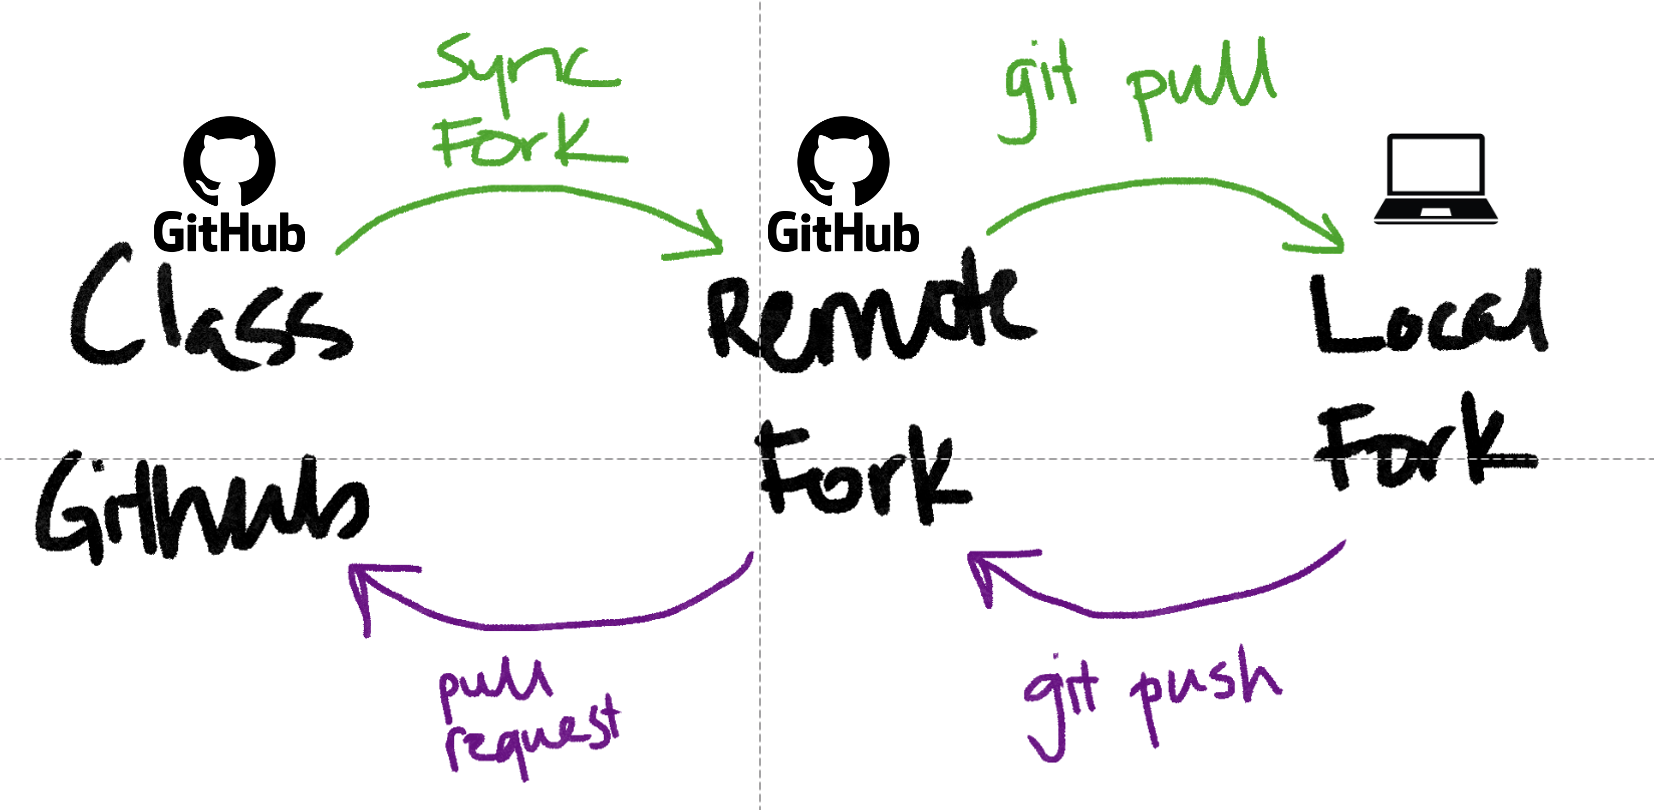 Sync
Fork
git pull
GitHub
GitHub
Class
Github
Remote
Fork
Local
Fork
pull
request
git push